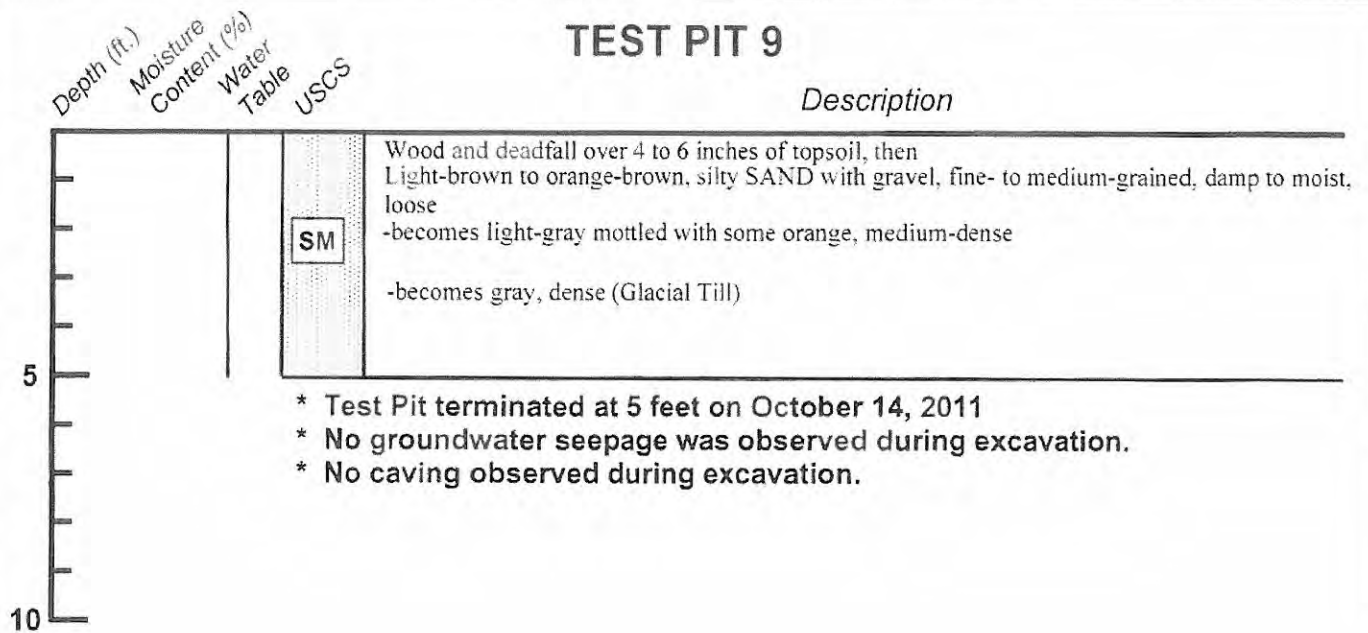 TEST PIT 9
Depth (ft.)
Moisture
Content (%)
Water
Table
USCS
Description
Wood and deadfall over 4 to 6 inches of topsoil, then
Light-brown to orange-brown, silty SAND with gravel, fine- to medium-grained, damp to moist,
loose
SM
-becomes light-gray mottled with some orange, medium-dense
-becomes gray, dense (Glacial Till)
5
* Test Pit terminated at 5 feet on October 14, 2011
* No groundwater seepage was observed during excavation.
* No caving observed during excavation.
10